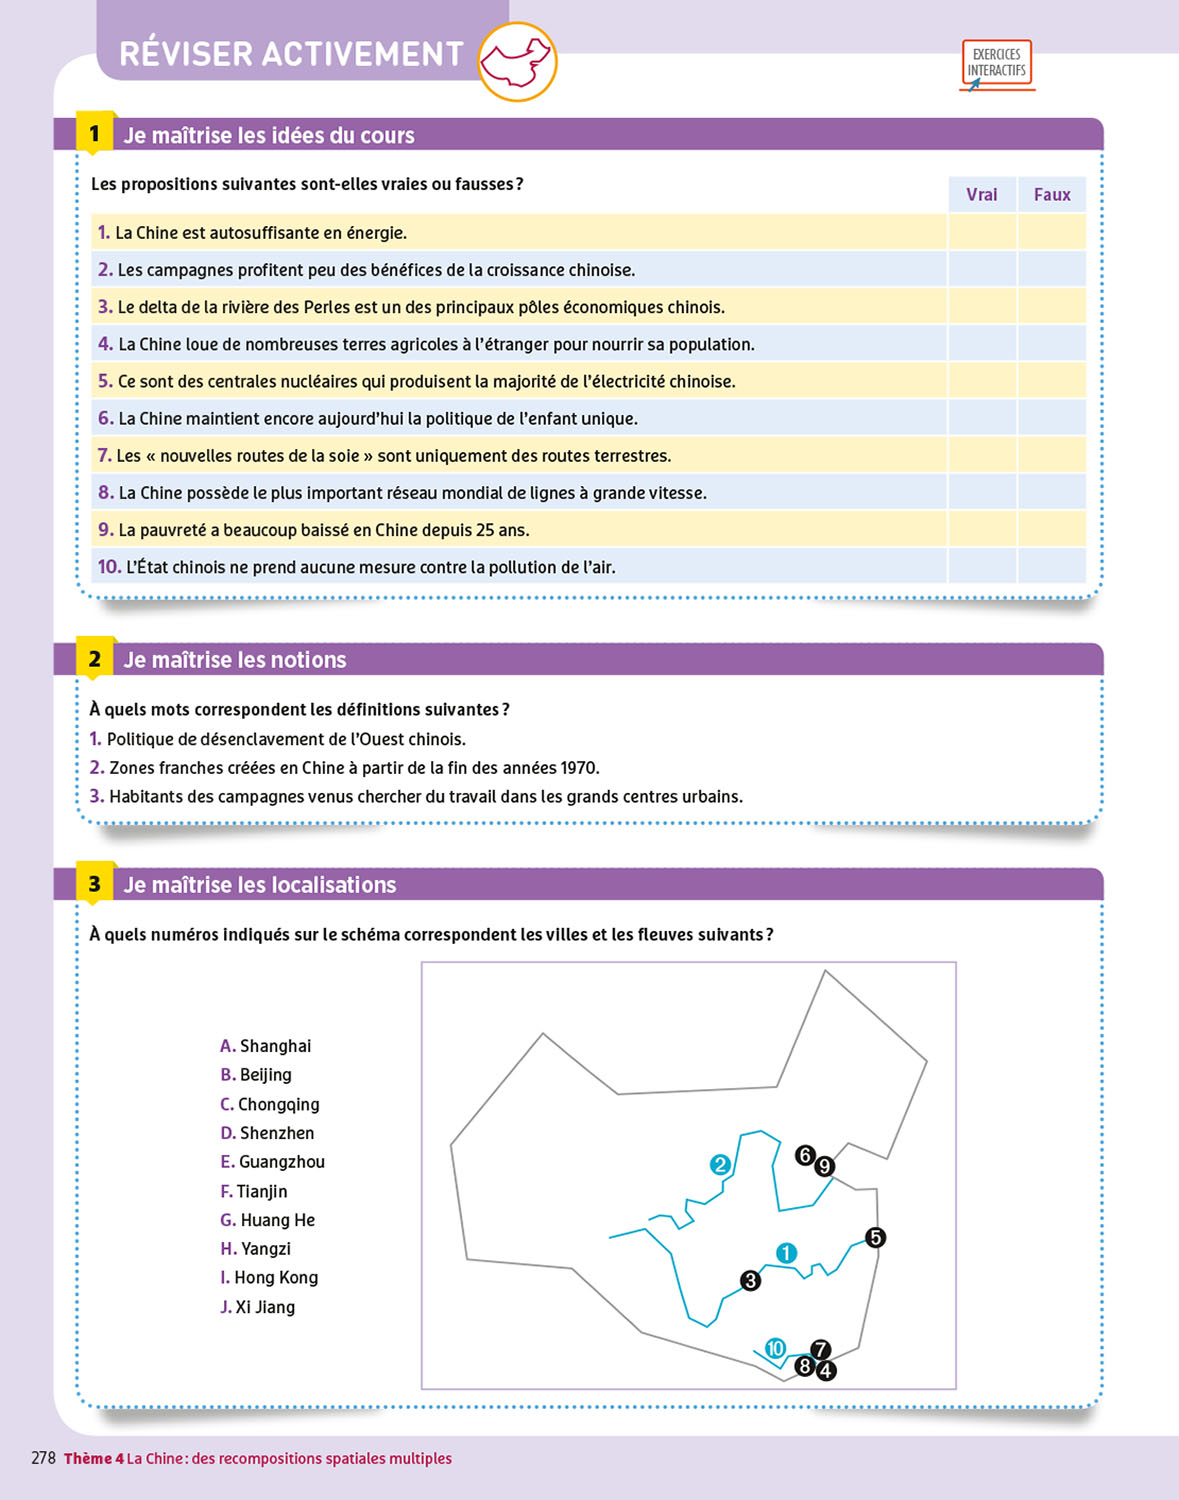 RÉVISER ACTIVEMENT
EXERCICES
INTERACTIFS
1 Je maîtrise les idées du cours
Les propositions suivantes sont-elles vraies ou fausses ?
Vrai Faux
1. La Chine est autosuffisante en énergie.
2. Les campagnes profitent peu des bénéfices de la croissance chinoise.
3. Le delta de la rivière des Perles est un des principaux pôles économiques chinois.
4. La Chine loue de nombreuses terres agricoles à l'étranger pour nourrir sa population.
5. Ce sont des centrales nucléaires qui produisent la majorité de l'électricité chinoise.
6. La Chine maintient encore aujourd'hui la politique de l'enfant unique.
7. Les « nouvelles routes de la soie » sont uniquement des routes terrestres.
8. La Chine possède le plus important réseau mondial de lignes à grande vitesse.
9. La pauvreté a beaucoup baissé en Chine depuis 25 ans.
10. L'État chinois ne prend aucune mesure contre la pollution de l'air.
2 Je maîtrise les notions
À quels mots correspondent les définitions suivantes ?
1. Politique de désenclavement de l'Ouest chinois.
2. Zones franches créées en Chine à partir de la fin des années 1970.
3. Habitants des campagnes venus chercher du travail dans les grands centres urbains.
3 Je maîtrise les localisations
À quels numéros indiqués sur le schéma correspondent les villes et les fleuves suivants ?
A. Shanghai
B. Beijing
C. Chongqing
D. Shenzhen
E. Guangzhou
F. Tianjin
G. Huang He
H. Yangzi
I. Hong Kong
J. Xi Jiang
2
6
9
5
1
3
10
7
8
4
278 Thème 4 La Chine : des recompositions spatiales multiples